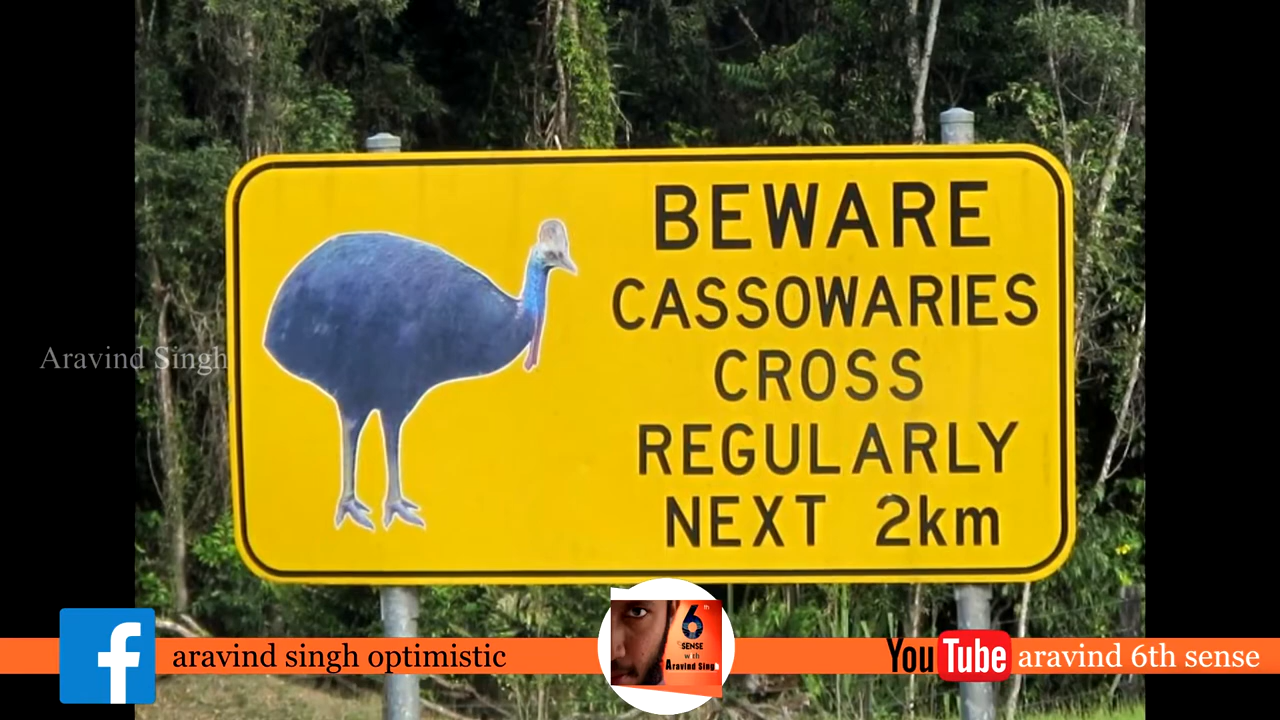 BEWARE
CASSOWARIES
CROSS
REGULARLY
NEXT 2km
Aravind Singh
f
aravind singh optimistic
6th
SENSE
with
Aravind Singh
YouTube
aravind 6th sense